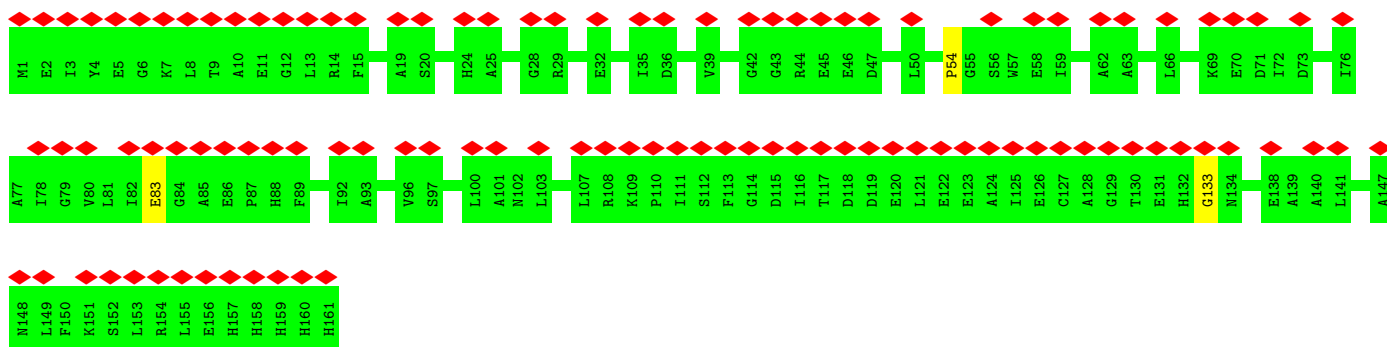 M1 E2 I3 Y4 E5 G6 K7 L8 T9 A10 E11 G12 L13 R14 F15 A19 S20 H24 A25 G28 R29 E32 I35 D36 V39 G42 G43 R44 E45 E46 D47 L50 P54 G55 S56 W57 E58 I59 A62 A63 L66 K69 E70 D71 I72 D73 I76
A77 I78 G79 V80 L81 I82 E83 G84 A85 E86 P87 H88 F89 I92 A93 V96 S97 L100 A101 N102 L103 L107 R108 K109 P110 I111 S112 F113 G114 D115 I116 T117 D118 D119 E120 L121 E122 E123 A124 I125 E126 C127 A128 G129 T130 E131 H132 G133 N134 E138 A139 A140 L141 A147
N148 L149 F150 K151 S152 L153 R154 L155 E156 H157 H158 H159 H160 H161